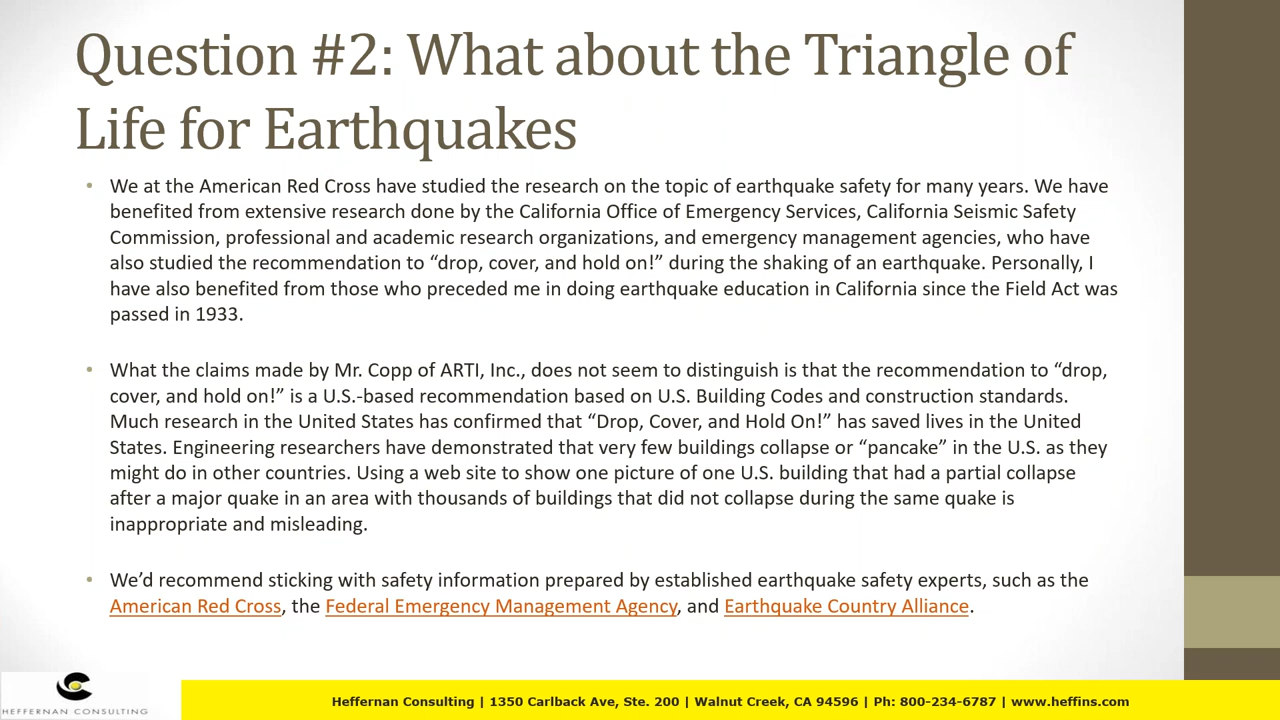 Question #2: What about the Triangle of
Life for Earthquakes
• We at the American Red Cross have studied the research on the topic of earthquake safety for many years. We have
benefited from extensive research done by the California Office of Emergency Services, California Seismic Safety
Commission, professional and academic research organizations, and emergency management agencies, who have
also studied the recommendation to “drop, cover, and hold on!” during the shaking of an earthquake. Personally, I
have also benefited from those who preceded me in doing earthquake education in California since the Field Act was
passed in 1933.
• What the claims made by Mr. Copp of ARTI, Inc., does not seem to distinguish is that the recommendation to “drop,
cover, and hold on!” is a U.S.-based recommendation based on U.S. Building Codes and construction standards.
Much research in the United States has confirmed that “Drop, Cover, and Hold On!” has saved lives in the United
States. Engineering researchers have demonstrated that very few buildings collapse or “pancake” in the U.S. as they
might do in other countries. Using a web site to show one picture of one U.S. building that had a partial collapse
after a major quake in an area with thousands of buildings that did not collapse during the same quake is
inappropriate and misleading.
• We’d recommend sticking with safety information prepared by established earthquake safety experts, such as the
American Red Cross, the Federal Emergency Management Agency, and Earthquake Country Alliance.
HEFFERNAN CONSULTING
Heffernan Consulting | 1350 Carlback Ave, Ste. 200 | Walnut Creek, CA 94596 | Ph: 800-234-6787 | www.heffins.com